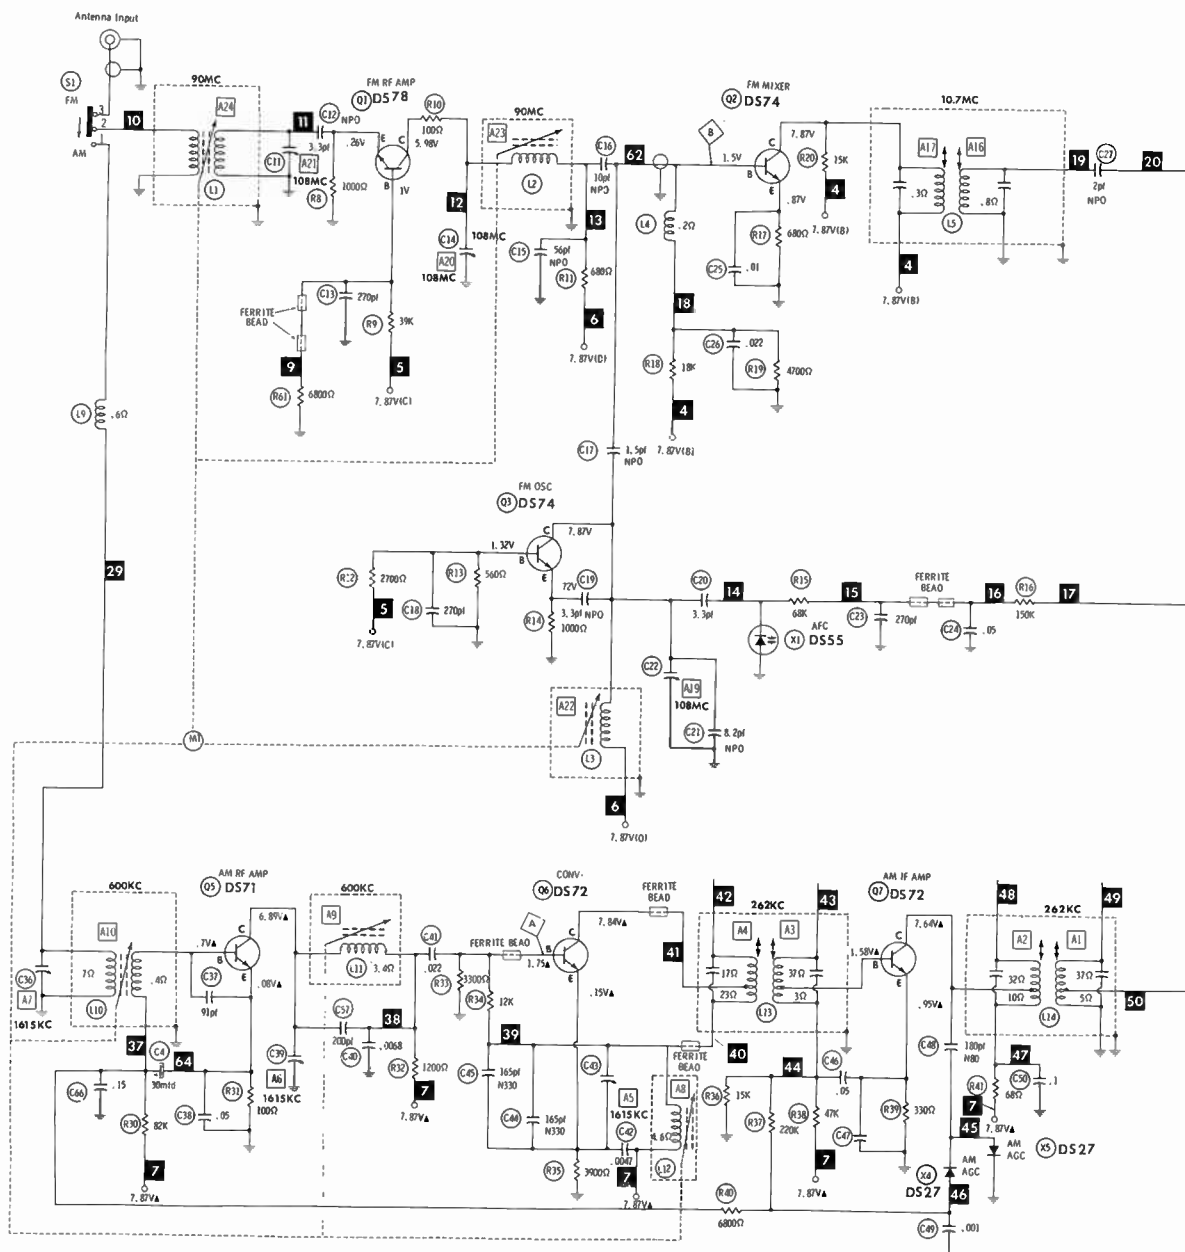 Antenna Input
S1
FM
3
2
1
AM
90MC
A24
10
11
C12
NPO
3.3pf
C11
A21
108MC
R8
1000Ω
L1
FM RF AMP
Q1 DS78
.26V
E
C
B
1V
R10
100Ω
5.98V
12
C14
108MC
A20
108MC
90MC
A23
L2
C16
10pf
NPO
62
13
C15
56pf
NPO
R11
680Ω
6
FERRITE
BEAD
C13
270pf
R9
39K
9
R61
6800Ω
5
7.87V(C)
FM MIXER
Q2 DS74
B
1.5V
C
B
E
7.87V
.87V
R20
15K
4
7.87V(B)
L4
.2Ω
R17
680Ω
C25
.01
18
C26
.022
R18
18K
R19
4700Ω
4
7.87V(B)
10.7MC
A17
A16
.3Ω
.8Ω
L5
4
7.87V(B)
19
C27
2pf
NPO
20
L9
.6Ω
C17
1.5pf
NPO
FM OSC
Q3 DS74
C
7.87V
1.32V
B
E
2700Ω
R13
560Ω
C18
270pf
5
7.87V(C)
C19
3.3pf
NPO
R14
1000Ω
C20
3.3pf
14
R15
68K
15
AFC
X1 DS55
C23
270pf
FERRITE
16
R16
150K
17
C24
.05
29
C22
A19
108MC
C21
8.2pf
NPO
A22
L3
6
600KC
A10
7Ω
.4Ω
L10
C36
A7
1615KC
AM RF AMP
Q5 DS71
6.89V▲
C
.7V▲
B
E
.08V▲
C37
91pf
37
C4
64
C66
.15
R30
82K
C38
.05
R31
100Ω
7
7.87V▲
600KC
A9
L11
3.4Ω
C57
200pf
38
C39
A6
1615KC
C40
.0068
R32
1200Ω
7
7.87V▲
C41
.022
R33
3300Ω
R34
12K
39
CONV.
Q6 DS72
A
1.75▲
7.84V▲
C
B
E
.15V▲
FERRITE
BEAD
41
C45
165pf
N330
C44
165pf
N330
C43
A5
1615KC
C42
.0047
R35
3900Ω
7
7.87V▲
FERRITE
BEAD
A8
4.6Ω
L12
42
43
262KC
A4
A3
17Ω
37Ω
23Ω
3Ω
L13
40
44
R36
15K
R37
220K
R38
47K
7
7.87V▲
C46
.05
C47
R39
330Ω
AM IF AMP
Q7 DS72
7.64V▲
C
1.58V▲
B
E
.95V▲
48
49
262KC
A2
A1
32Ω
37Ω
10Ω
5Ω
L14
50
C48
180pf
N80
47
R41
68Ω
C50
.1
7
7.87V▲
45
AM
AGC
X5 DS27
AM
AGC
X4
DS27
46
R40
6800Ω
C49
.001